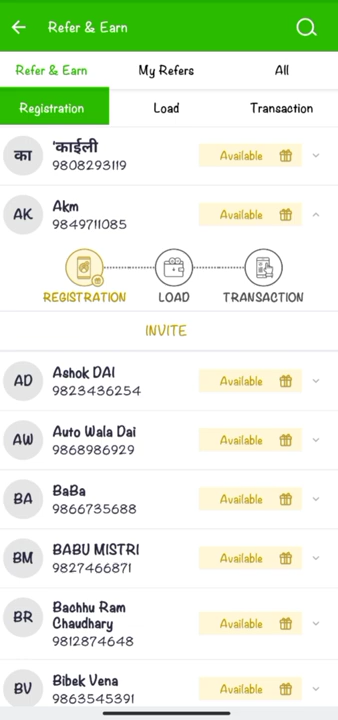 Refer & Earn
Refer & Earn My Refers All
Registration Load Transaction
का 'काईली Available
9808293119
AK Akm Available
9849711085
REGISTRATION LOAD TRANSACTION
INVITE
AD Ashok DAI Available
9823436254
AW Auto Wala Dai Available
9868986929
BA BaBa Available
9866735688
BM BABU MISTRI Available
9827466871
BR Bachhu Ram
Chaudhary Available
9812874648
BV Bibek Vena Available
9863545391